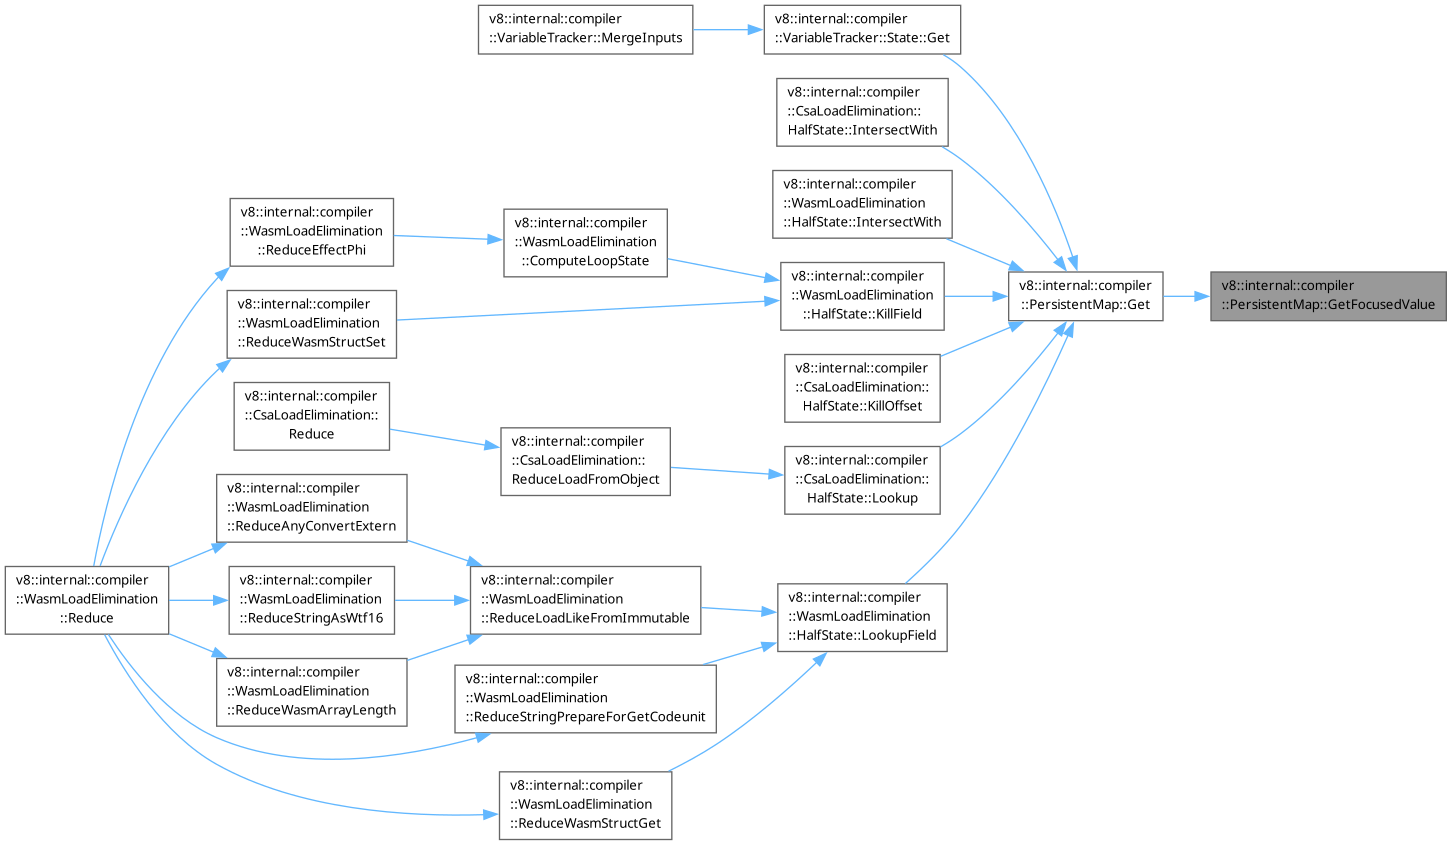 v8::internal::compiler
::VariableTracker::MergeInputs
v8::internal::compiler
::VariableTracker::State::Get
v8::internal::compiler
::CsaLoadElimination::
HalfState::IntersectWith
v8::internal::compiler
::WasmLoadElimination
::HalfState::IntersectWith
v8::internal::compiler
::WasmLoadElimination
::ReduceEffectPhi
v8::internal::compiler
::WasmLoadElimination
::ComputeLoopState
v8::internal::compiler
::WasmLoadElimination
::HalfState::KillField
v8::internal::compiler
::PersistentMap::Get
v8::internal::compiler
::PersistentMap::GetFocusedValue
v8::internal::compiler
::WasmLoadElimination
::ReduceWasmStructSet
v8::internal::compiler
::CsaLoadElimination::
HalfState::KillOffset
v8::internal::compiler
::CsaLoadElimination::
Reduce
v8::internal::compiler
::CsaLoadElimination::
ReduceLoadFromObject
v8::internal::compiler
::CsaLoadElimination::
HalfState::Lookup
v8::internal::compiler
::WasmLoadElimination
::ReduceAnyConvertExtern
v8::internal::compiler
::WasmLoadElimination
::Reduce
v8::internal::compiler
::WasmLoadElimination
::ReduceStringAsWtf16
v8::internal::compiler
::WasmLoadElimination
::ReduceLoadLikeFromImmutable
v8::internal::compiler
::WasmLoadElimination
::HalfState::LookupField
v8::internal::compiler
::WasmLoadElimination
::ReduceWasmArrayLength
v8::internal::compiler
::WasmLoadElimination
::ReduceStringPrepareForGetCodeunit
v8::internal::compiler
::WasmLoadElimination
::ReduceWasmStructGet